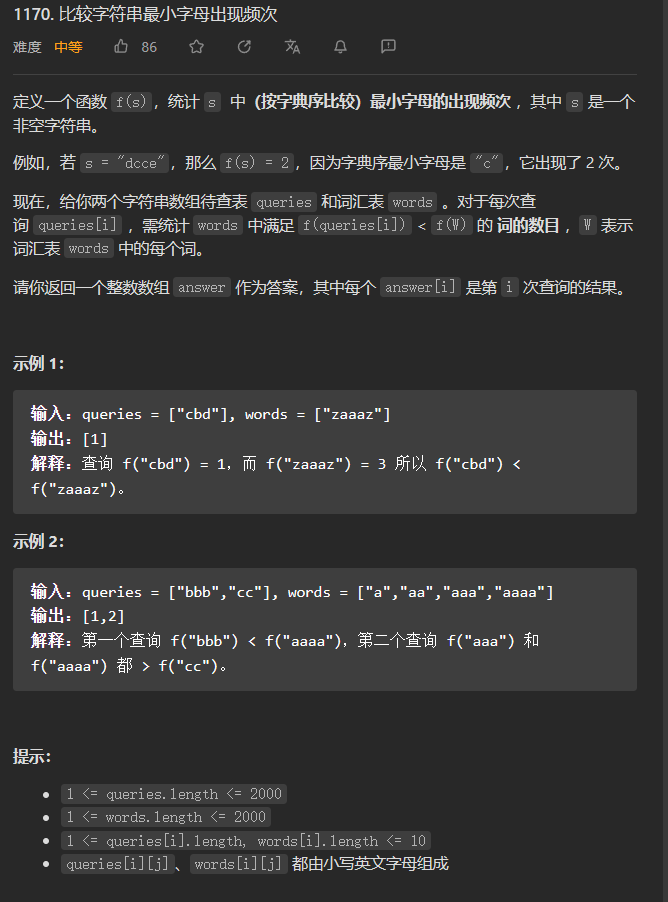 1170. 比较字符串最小字母出现频次
难度 中等 86
定义一个函数 f(s)，统计 s 中（按字典序比较）最小字母的出现频次，其中 s 是一个
非空字符串。
例如，若 s = "dcce"，那么 f(s) = 2，因为字典序最小字母是 "c"，它出现了 2 次。
现在，给你两个字符串数组待查表 queries 和词汇表 words 。对于每次查
询 queries[i] ，需统计 words 中满足 f(queries[i]) < f(W) 的 词的数目 ，W 表示
词汇表 words 中的每个词。
请你返回一个整数数组 answer 作为答案，其中每个 answer[i] 是第 i 次查询的结果。
示例 1：
输入：queries = ["cbd"], words = ["zaaaz"]
输出：[1]
解释：查询 f("cbd") = 1，而 f("zaaaz") = 3 所以 f("cbd") <
f("zaaaz")。
示例 2：
输入：queries = ["bbb","cc"], words = ["a","aa","aaa","aaaa"]
输出：[1,2]
解释：第一个查询 f("bbb") < f("aaaa")，第二个查询 f("aaa") 和
f("aaaa") 都 > f("cc")。
提示：
1 <= queries.length <= 2000
1 <= words.length <= 2000
1 <= queries[i].length, words[i].length <= 10
queries[i][j]、words[i][j] 都由小写英文字母组成